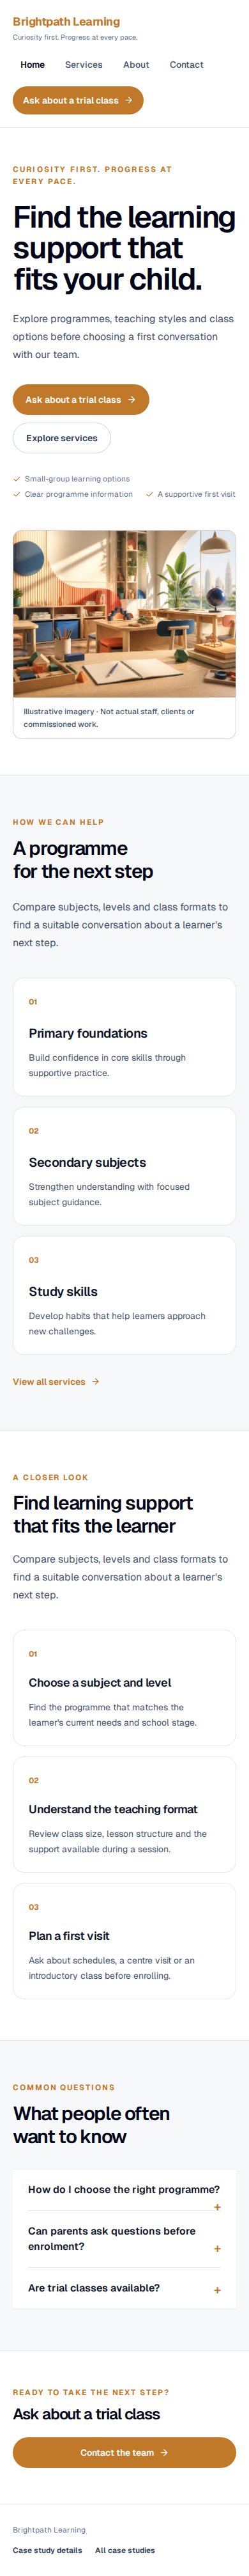 Brightpath Learning
Curiosity first. Progress at every pace.
Home Services About Contact
Ask about a trial class →
CURIOSITY FIRST. PROGRESS AT
EVERY PACE.
Find the learning
support that
fits your child.
Explore programmes, teaching styles and class
options before choosing a first conversation
with our team.
Ask about a trial class →
Explore services
Small-group learning options
Clear programme information A supportive first visit
Illustrative imagery · Not actual staff, clients or
commissioned work.
HOW WE CAN HELP
A programme
for the next step
Compare subjects, levels and class formats to
find a suitable conversation about a learner's
next step.
01
Primary foundations
Build confidence in core skills through
supportive practice.
02
Secondary subjects
Strengthen understanding with focused
subject guidance.
03
Study skills
Develop habits that help learners approach
new challenges.
View all services →
A CLOSER LOOK
Find learning support
that fits the learner
Compare subjects, levels and class formats to
find a suitable conversation about a learner's
next step.
01
Choose a subject and level
Find the programme that matches the
learner's current needs and school stage.
02
Understand the teaching format
Review class size, lesson structure and the
support available during a session.
03
Plan a first visit
Ask about schedules, a centre visit or an
introductory class before enrolling.
COMMON QUESTIONS
What people often
want to know
How do I choose the right programme?
+
Can parents ask questions before
enrolment? +
Are trial classes available? +
READY TO TAKE THE NEXT STEP?
Ask about a trial class
Contact the team →
Brightpath Learning
Case study details All case studies